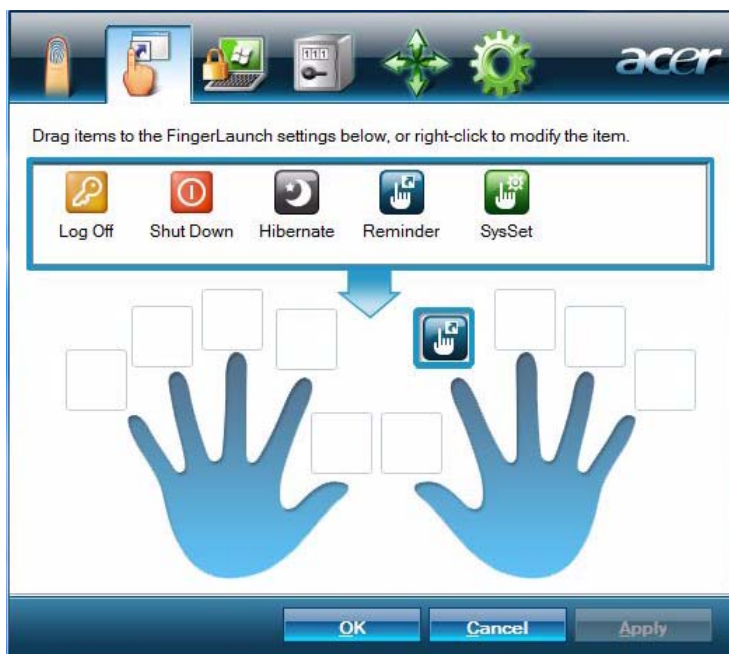 acer
Drag items to the FingerLaunch settings below, or right-click to modify the item.
Log Off Shut Down Hibernate Reminder SysSet
OK Cancel Apply